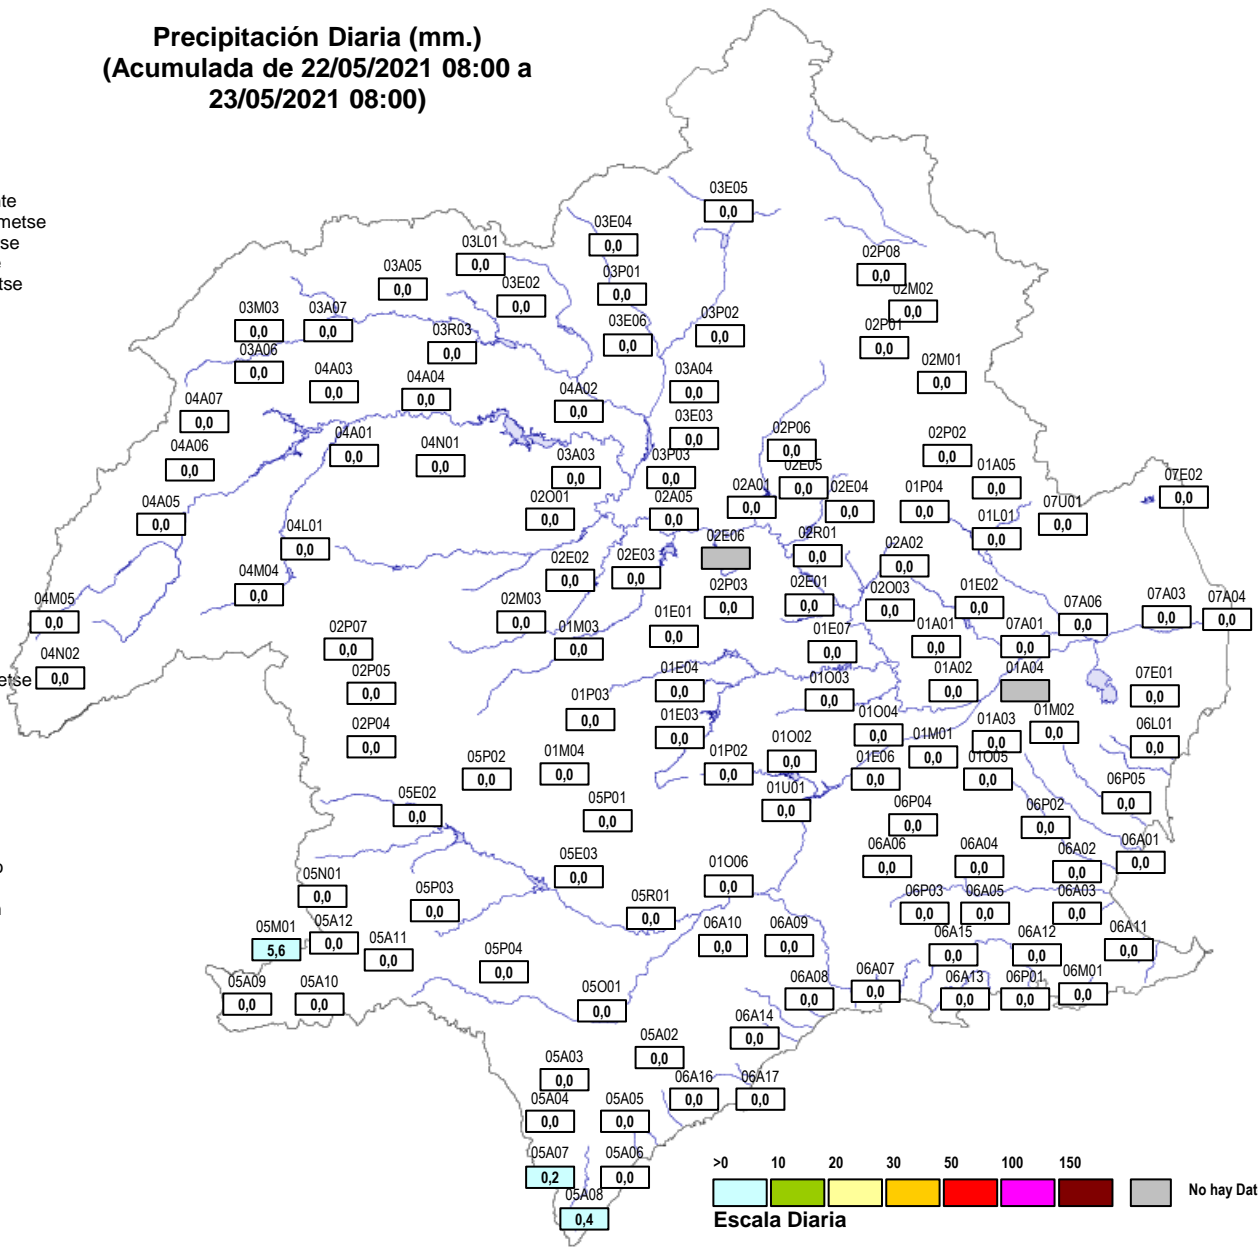 Precipitación Diaria (mm.)
(Acumulada de 22/05/2021 08:00 a
23/05/2021 08:00)
te
metse
se
e
tse
etse
o
03E05
0,0
03E04
0,0
03L01
0,0
02P08
0,0
03A05
0,0
03P01
0,0
03E02
0,0
02M02
0,0
03M03
0,0
03A07
0,0
03P02
0,0
03E06
0,0
03R03
0,0
02P01
0,0
03A06
0,0
02M01
0,0
04A03
0,0
04A04
0,0
03A04
0,0
04A02
0,0
04A07
0,0
03E03
0,0
02P06
0,0
04A01
0,0
04N01
0,0
02P02
0,0
04A06
0,0
03A03
0,0
03P03
0,0
02E05
0,0
01A05
0,0
07E02
0,0
02A01
0,0
02E04
0,0
01P04
0,0
04A05
0,0
02O01
0,0
02A05
0,0
07U01
0,0
01L01
0,0
04L01
0,0
02E06
02R01
0,0
02A02
0,0
02E02
0,0
02E03
0,0
04M04
0,0
02P03
0,0
02E01
0,0
02O03
0,0
01E02
0,0
07A03
0,0
07A04
0,0
04M05
0,0
02M03
0,0
07A06
0,0
01E01
0,0
02P07
0,0
01M03
0,0
01E07
0,0
01A01
0,0
07A01
0,0
04N02
0,0
02P05
0,0
01E04
0,0
01O03
0,0
01A02
0,0
01A04
07E01
0,0
01P03
0,0
01E03
0,0
01O04
0,0
01A03
0,0
01M02
0,0
06L01
0,0
02P04
0,0
01M01
0,0
05P02
0,0
01M04
0,0
01P02
0,0
01O02
0,0
01E06
0,0
01O05
0,0
05E02
0,0
05P01
0,0
01U01
0,0
06P05
0,0
06P04
0,0
06P02
0,0
05E03
0,0
06A06
0,0
06A04
0,0
06A02
0,0
06A01
0,0
05N01
0,0
05P03
0,0
01O06
0,0
05R01
0,0
06P03
0,0
06A05
0,0
06A03
0,0
05M01
5,6
05A12
0,0
05A11
0,0
06A10
0,0
06A09
0,0
06A15
0,0
06A12
0,0
06A11
0,0
05P04
0,0
05A09
0,0
05A10
0,0
05O01
0,0
06A08
0,0
06A07
0,0
06A13
0,0
06P01
0,0
06M01
0,0
06A14
0,0
05A02
0,0
05A03
0,0
06A16
0,0
06A17
0,0
05A04
0,0
05A05
0,0
05A07
0,2
05A06
0,0
05A08
0,4
>0 10 20 30 50 100 150
No hay Dat
Escala Diaria